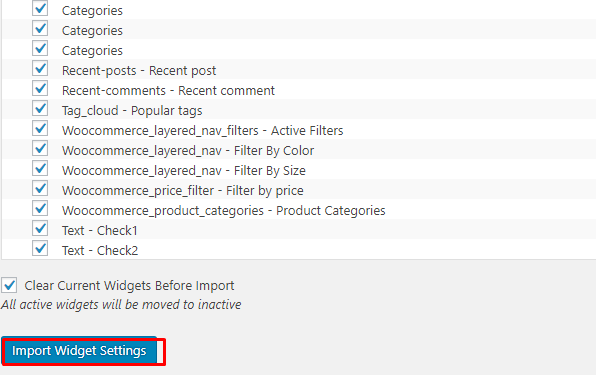 Categories
Categories
Categories
Recent-posts - Recent post
Recent-comments - Recent comment
Tag_cloud - Popular tags
Woocommerce_layered_nav_filters - Active Filters
Woocommerce_layered_nav - Filter By Color
Woocommerce_layered_nav - Filter By Size
Woocommerce_price_filter - Filter by price
Woocommerce_product_categories - Product Categories
Text - Check1
Text - Check2
Clear Current Widgets Before Import
All active widgets will be moved to inactive
Import Widget Settings